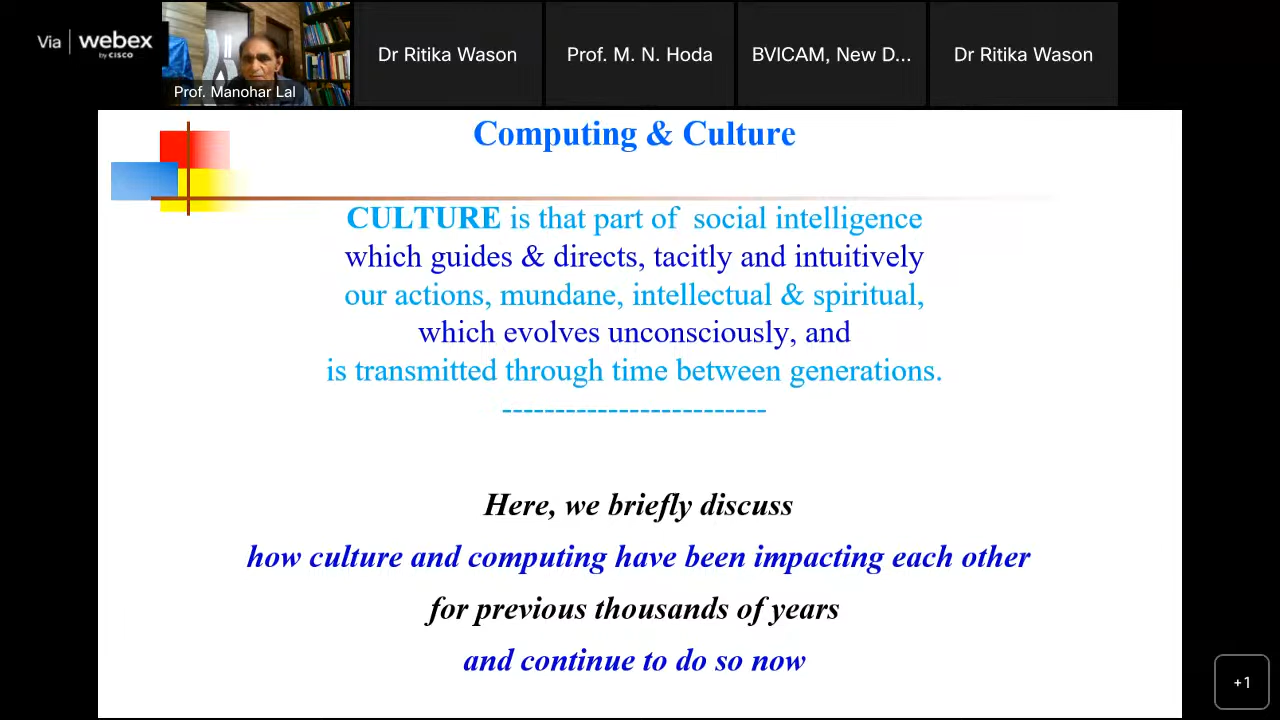 Via | webex
by CISCO
Prof. Manohar Lal
Dr Ritika Wason
Prof. M. N. Hoda
BVICAM, New D...
Dr Ritika Wason
Computing & Culture
CULTURE is that part of social intelligence
which guides & directs, tacitly and intuitively
our actions, mundane, intellectual & spiritual,
which evolves unconsciously, and
is transmitted through time between generations.
-------------------------
Here, we briefly discuss
how culture and computing have been impacting each other
for previous thousands of years
and continue to do so now
+1